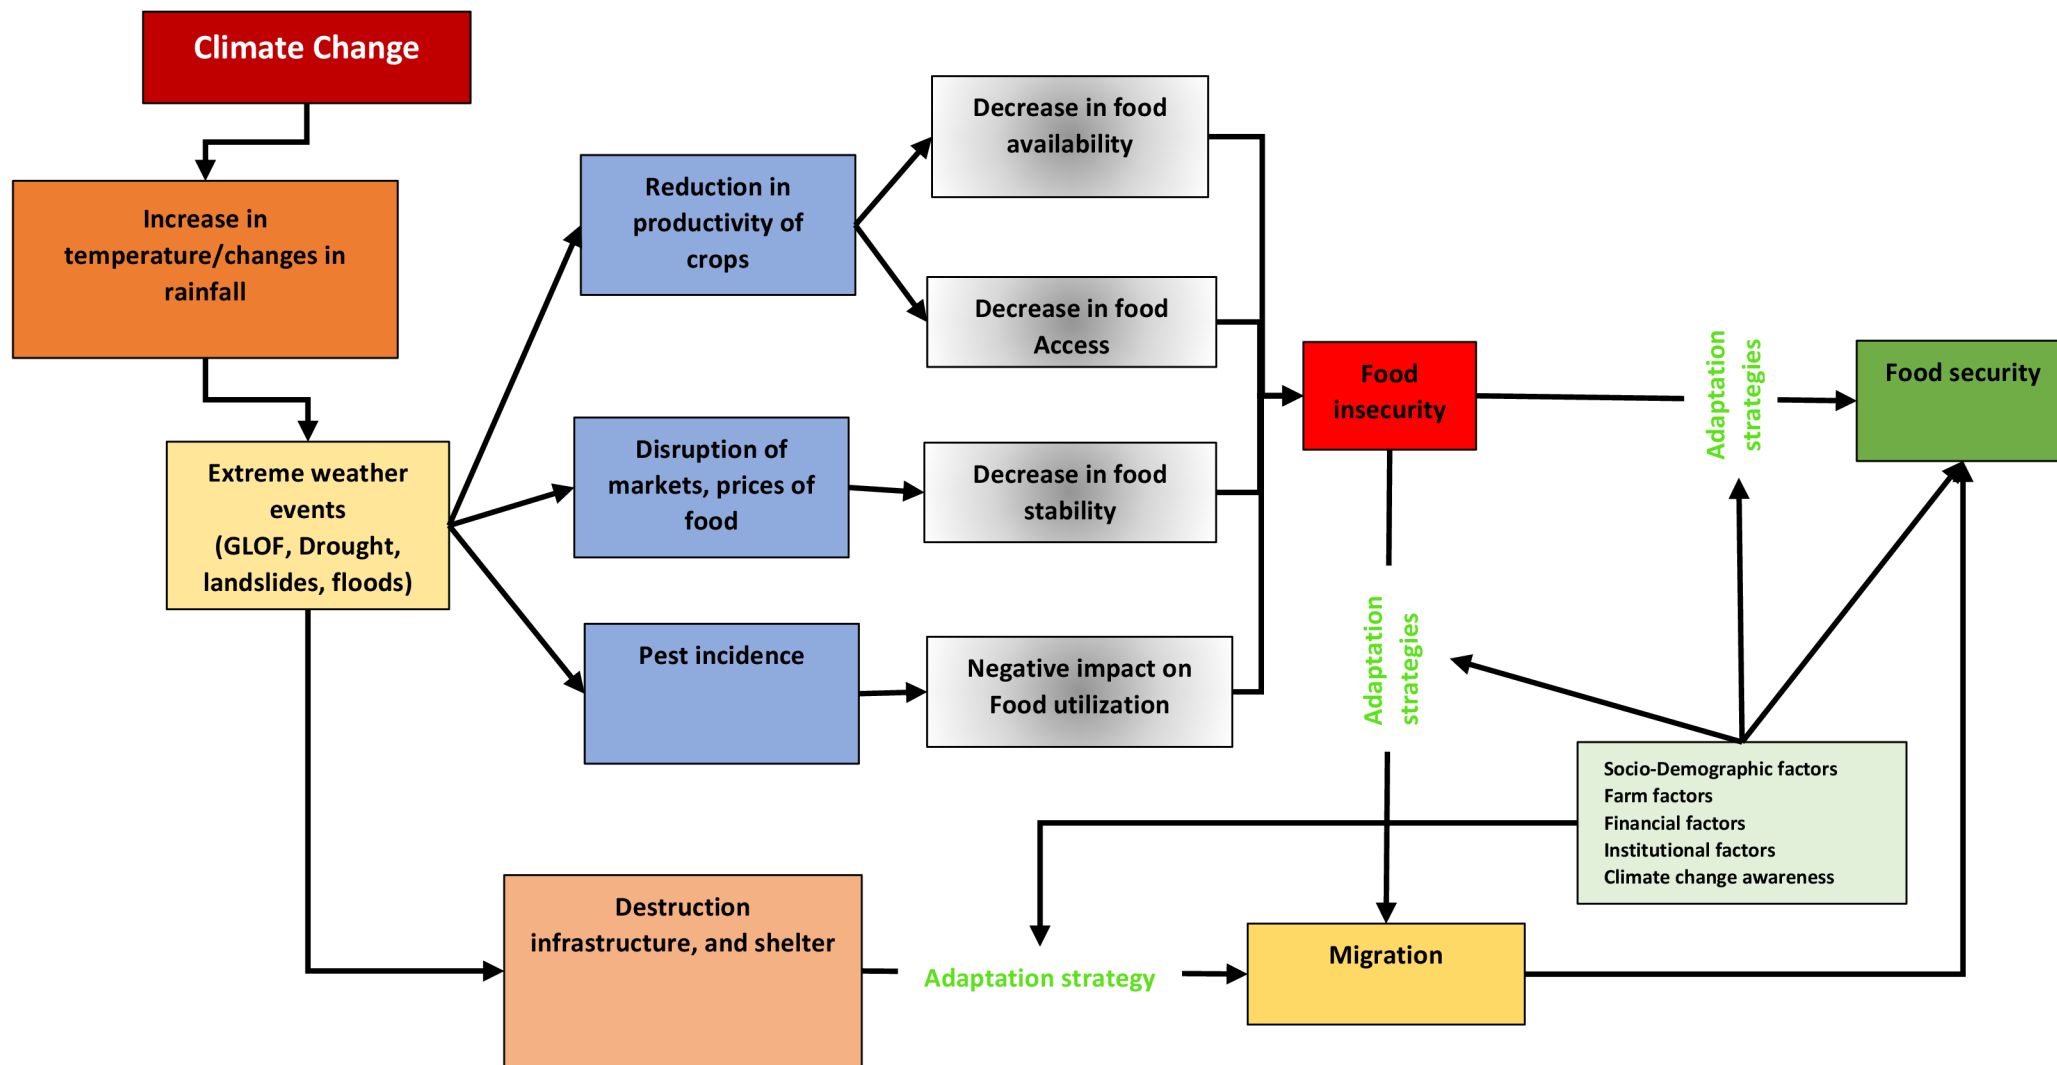 Climate Change
Increase in
temperature/changes in
rainfall
Extreme weather
events
(GLOF, Drought,
landslides, floods)
Reduction in
productivity of
crops
Disruption of
markets, prices of
food
Pest incidence
Decrease in food
availability
Decrease in food
Access
Decrease in food
stability
Negative impact on
Food utilization
Food
insecurity
Adaptation
strategies
Food security
Adaptation
strategies
Socio-Demographic factors
Farm factors
Financial factors
Institutional factors
Climate change awareness
Destruction
infrastructure, and shelter
Adaptation strategy
Migration